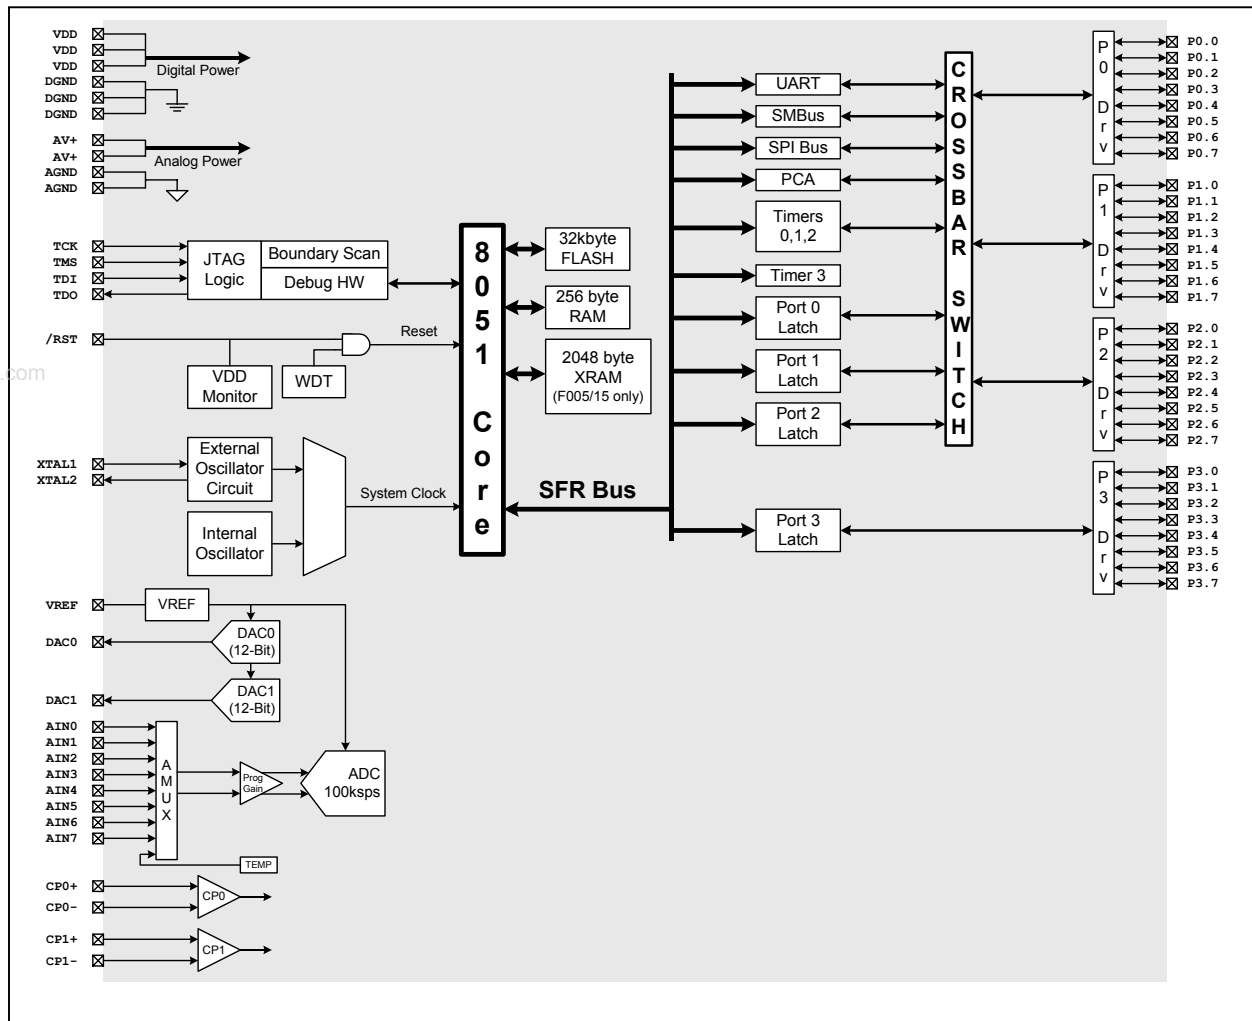 VDD
VDD
VDD
Digital Power
DGND
DGND
DGND
AV+
AV+
Analog Power
AGND
AGND
TCK
TMS
TDI
TDO
JTAG
Logic
Boundary Scan
Debug HW
/RST
Reset
VDD
Monitor
WDT
.com
XTAL1
XTAL2
External
Oscillator
Circuit
Internal
Oscillator
System Clock
VREF
VREF
DAC0
DAC0
(12-Bit)
DAC1
DAC1
(12-Bit)
AIN0
AIN1
AIN2
AIN3
AIN4
AIN5
AIN6
AIN7
AMUX
Prog
Gain
ADC
100ksps
TEMP
CP0+
CP0-
CP0
CP1+
CP1-
CP1
8051 Core
32kbyte
FLASH
256 byte
RAM
2048 byte
XRAM
(F005/15 only)
SFR Bus
UART
SMBus
SPI Bus
PCA
Timers
0,1,2
Timer 3
Port 0
Latch
Port 1
Latch
Port 2
Latch
Port 3
Latch
CROSSBAR SWITCH
P0 Drv
P0.0
P0.1
P0.2
P0.3
P0.4
P0.5
P0.6
P0.7
P1 Drv
P1.0
P1.1
P1.2
P1.3
P1.4
P1.5
P1.6
P1.7
P2 Drv
P2.0
P2.1
P2.2
P2.3
P2.4
P2.5
P2.6
P2.7
P3 Drv
P3.0
P3.1
P3.2
P3.3
P3.4
P3.5
P3.6
P3.7